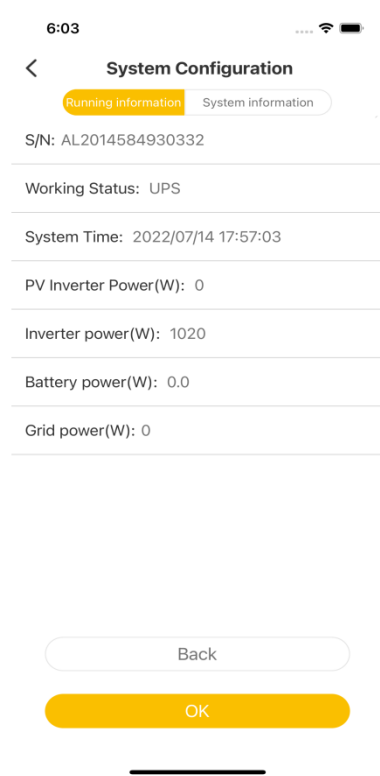 6:03
System Configuration
Running information System information
S/N: AL2014584930332
Working Status: UPS
System Time: 2022/07/14 17:57:03
PV Inverter Power(W): 0
Inverter power(W): 1020
Battery power(W): 0.0
Grid power(W): 0
Back
OK